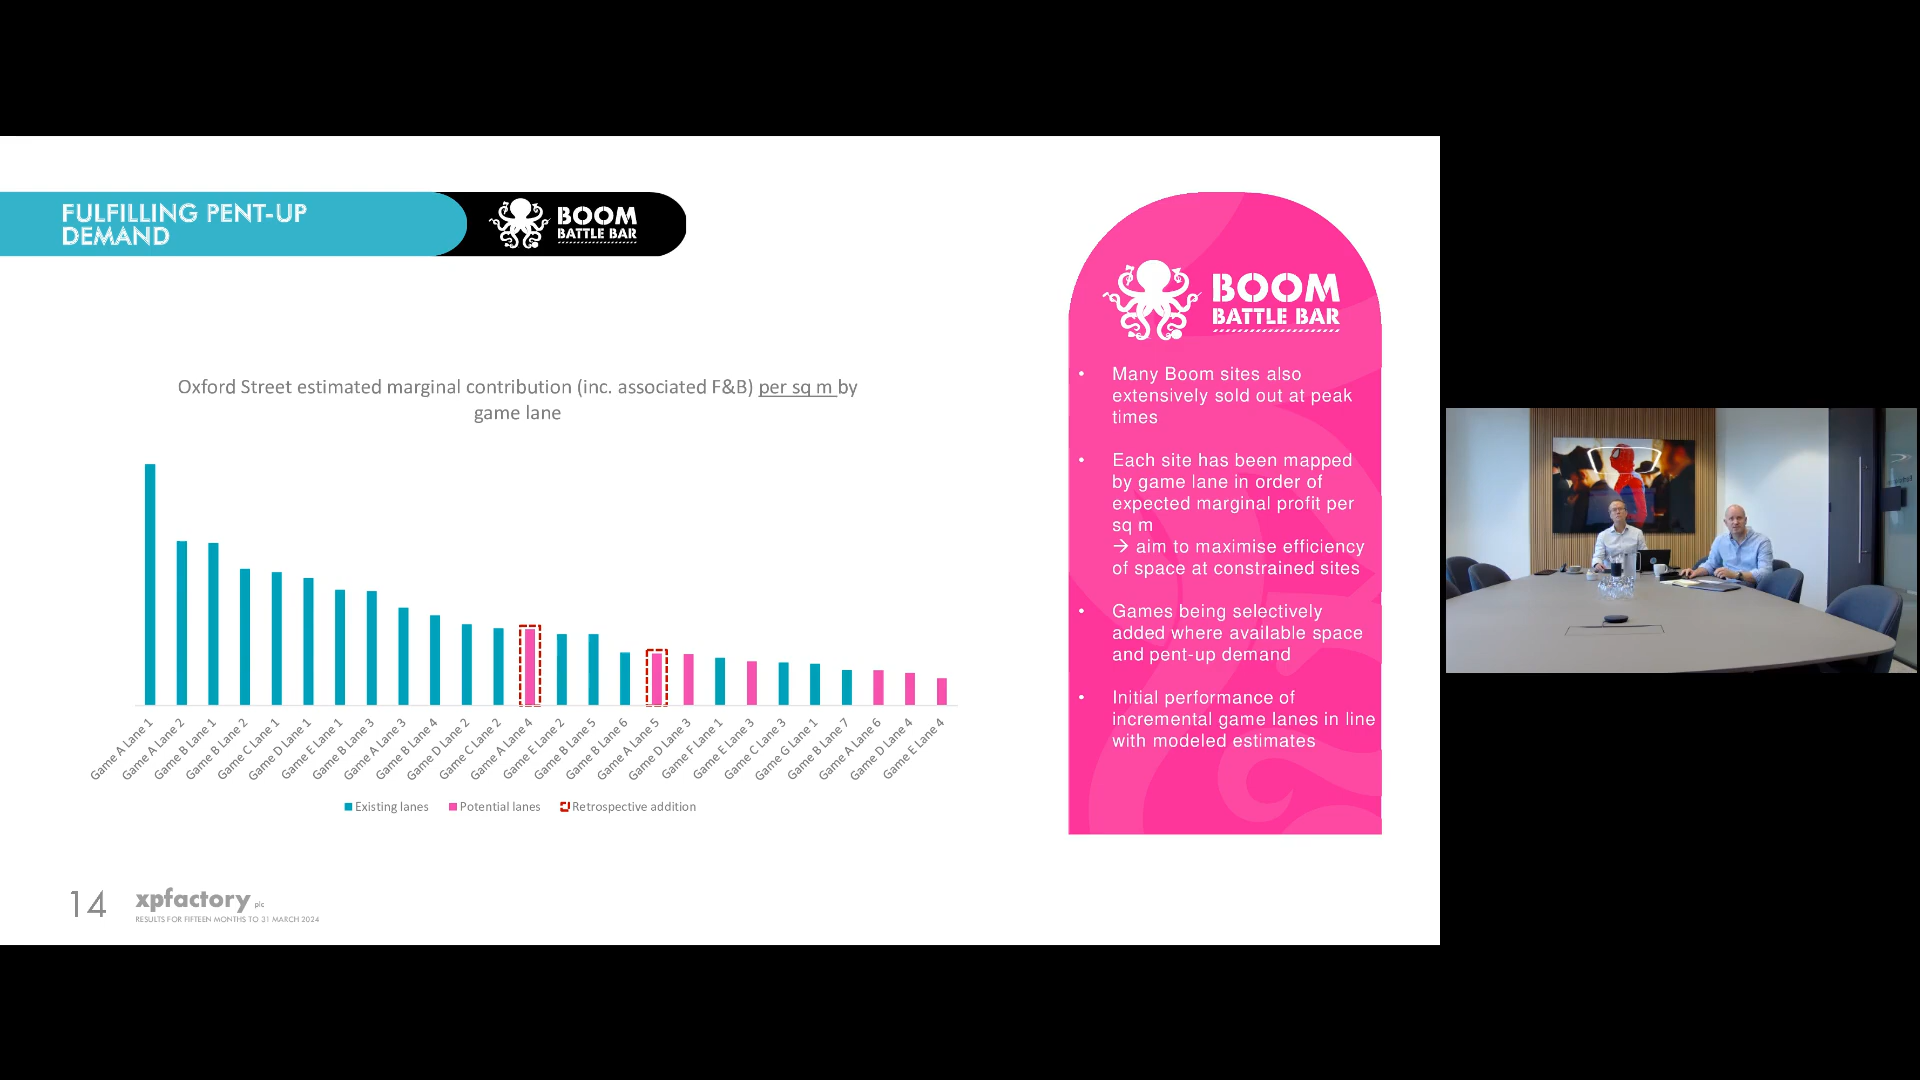 FULFILLING PENT-UP
DEMAND
BOOM
BATTLE BAR
Oxford Street estimated marginal contribution (inc. associated F&B) per sq m by
game lane
Game A Lane 1
Game A Lane 2
Game B Lane 1
Game B Lane 2
Game C Lane 1
Game D Lane 1
Game E Lane 1
Game B Lane 3
Game A Lane 3
Game B Lane 4
Game D Lane 2
Game C Lane 2
Game A Lane 4
Game E Lane 2
Game B Lane 5
Game B Lane 6
Game A Lane 5
Game D Lane 3
Game F Lane 1
Game E Lane 3
Game C Lane 3
Game G Lane 1
Game B Lane 7
Game A Lane 6
Game D Lane 4
Game E Lane 4
Existing lanes
Potential lanes
Retrospective addition
BOOM
BATTLE BAR
• Many Boom sites also
extensively sold out at peak
times
• Each site has been mapped
by game lane in order of
expected marginal profit per
sq m
→ aim to maximise efficiency
of space at constrained sites
• Games being selectively
added where available space
and pent-up demand
• Initial performance of
incremental game lanes in line
with modeled estimates
14
xpfactory plc
RESULTS FOR FIFTEEN MONTHS TO 31 MARCH 2024